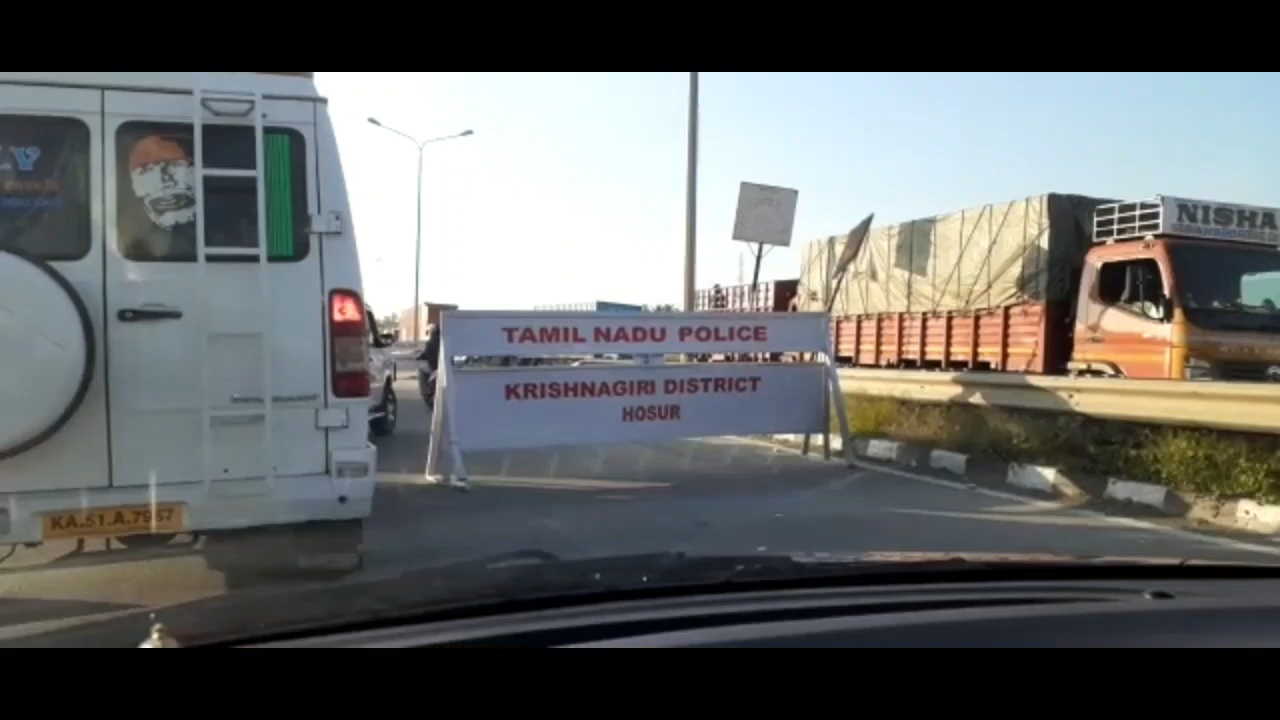 TAMIL NADU POLICE
KRISHNAGIRI DISTRICT
HOSUR
NISHA
KA.51.A.7957